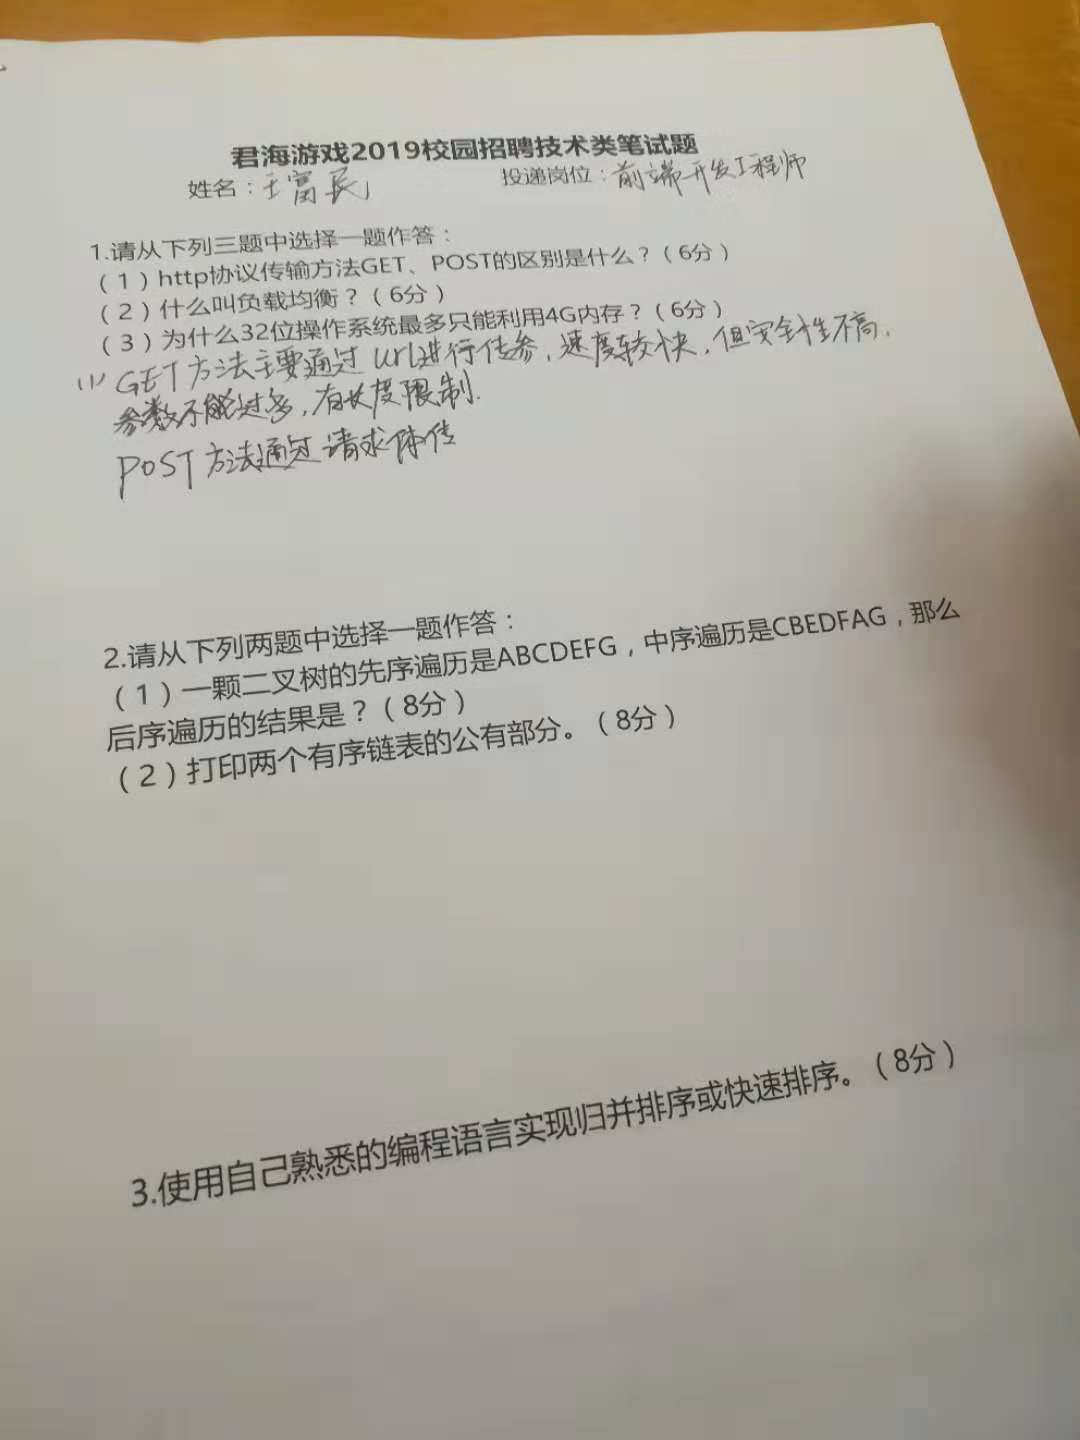 君海游戏2019校园招聘技术类笔试题
姓名：王富民 投递岗位：前端开发工程师
1.请从下列三题中选择一题作答：
（1）http协议传输方法GET、POST的区别是什么？（6分）
（2）什么叫负载均衡？（6分）
（3）为什么32位操作系统最多只能利用4G内存？（6分）
(1) GET方法主要通过url进行传参，速度较快，但安全性不高，
参数不能过多，有长度限制.
POST方法通过请求体传
2.请从下列两题中选择一题作答：
（1）一颗二叉树的先序遍历是ABCDEFG，中序遍历是CBEDFAG，那么
后序遍历的结果是？（8分）
（2）打印两个有序链表的公有部分。（8分）
3.使用自己熟悉的编程语言实现归并排序或快速排序。（8分）